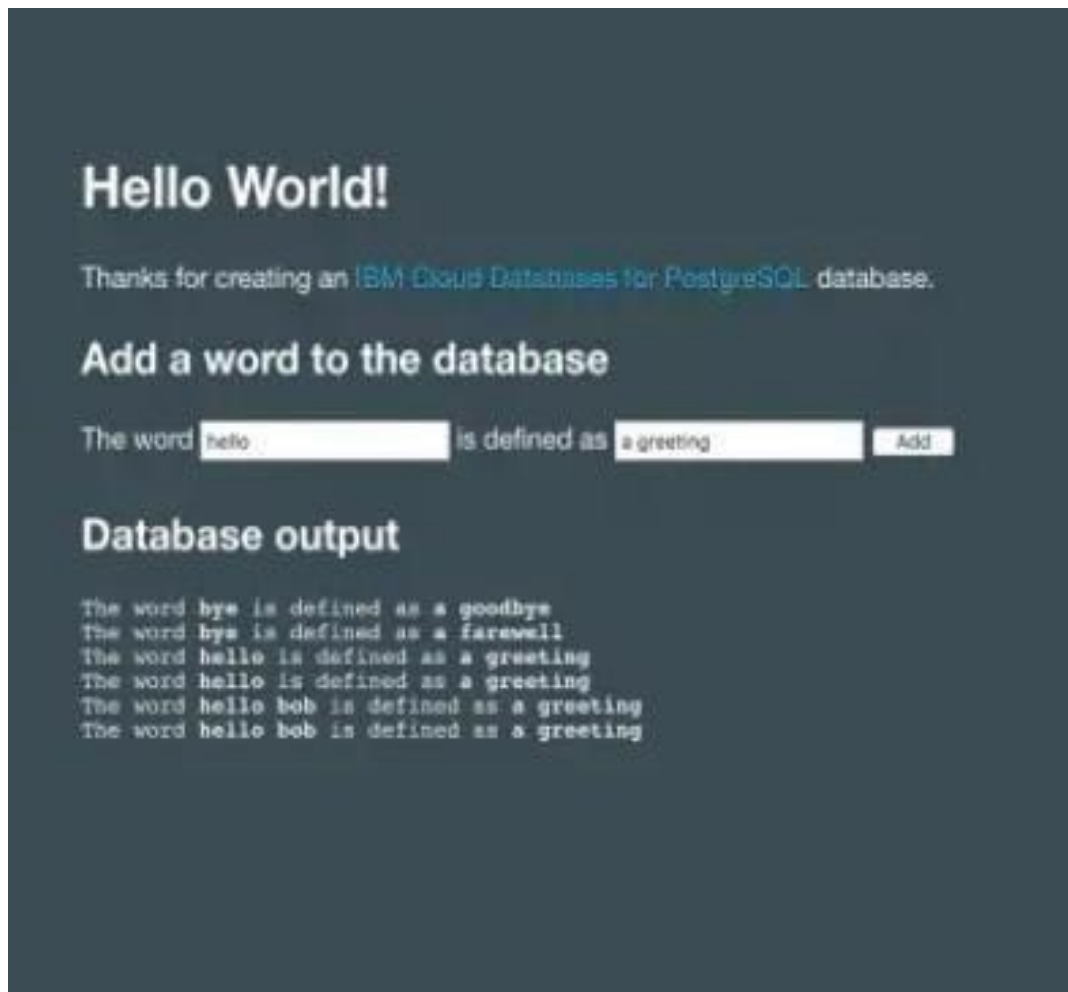 Hello World!
Thanks for creating an IBM Cloud Databases for PostgreSQL database.
Add a word to the database
The word hello is defined as a greeting Add
Database output
The word bye is defined as a goodbye
The word bye is defined as a farewell
The word hello is defined as a greeting
The word hello is defined as a greeting
The word hello bob is defined as a greeting
The word hello bob is defined as a greeting